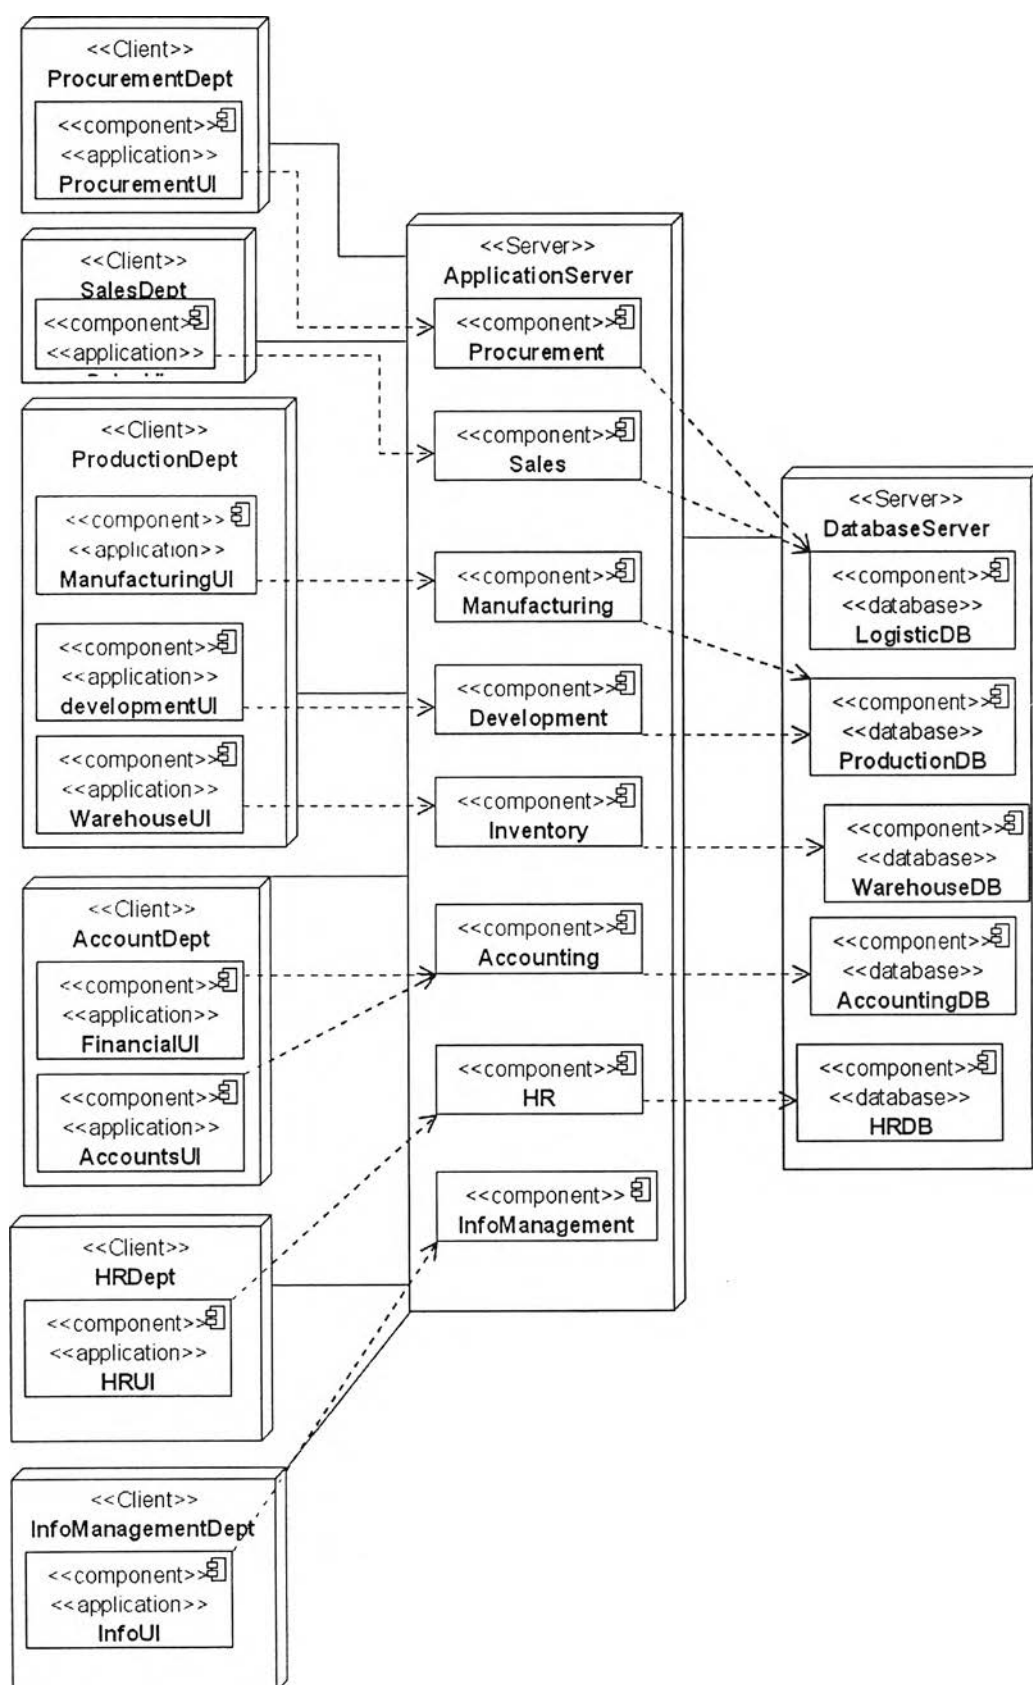 <<Client>>
ProcurementDept
<<component>>
<<application>>
ProcurementUI
<<Client>>
SalesDept
<<component>>
<<application>>
<<Client>>
ProductionDept
<<component>>
<<application>>
ManufacturingUI
<<component>>
<<application>>
developmentUI
<<component>>
<<application>>
WarehouseUI
<<Client>>
AccountDept
<<component>>
<<application>>
FinancialUI
<<component>>
<<application>>
AccountsUI
<<Client>>
HRDept
<<component>>
<<application>>
HRUI
<<Client>>
InfoManagementDept
<<component>>
<<application>>
InfoUI
<<Server>>
ApplicationServer
<<component>>
Procurement
<<component>>
Sales
<<component>>
Manufacturing
<<component>>
Development
<<component>>
Inventory
<<component>>
Accounting
<<component>>
HR
<<component>>
InfoManagement
<<Server>>
DatabaseServer
<<component>>
<<database>>
LogisticDB
<<component>>
<<database>>
ProductionDB
<<component>>
<<database>>
WarehouseDB
<<component>>
<<database>>
AccountingDB
<<component>>
<<database>>
HRDB